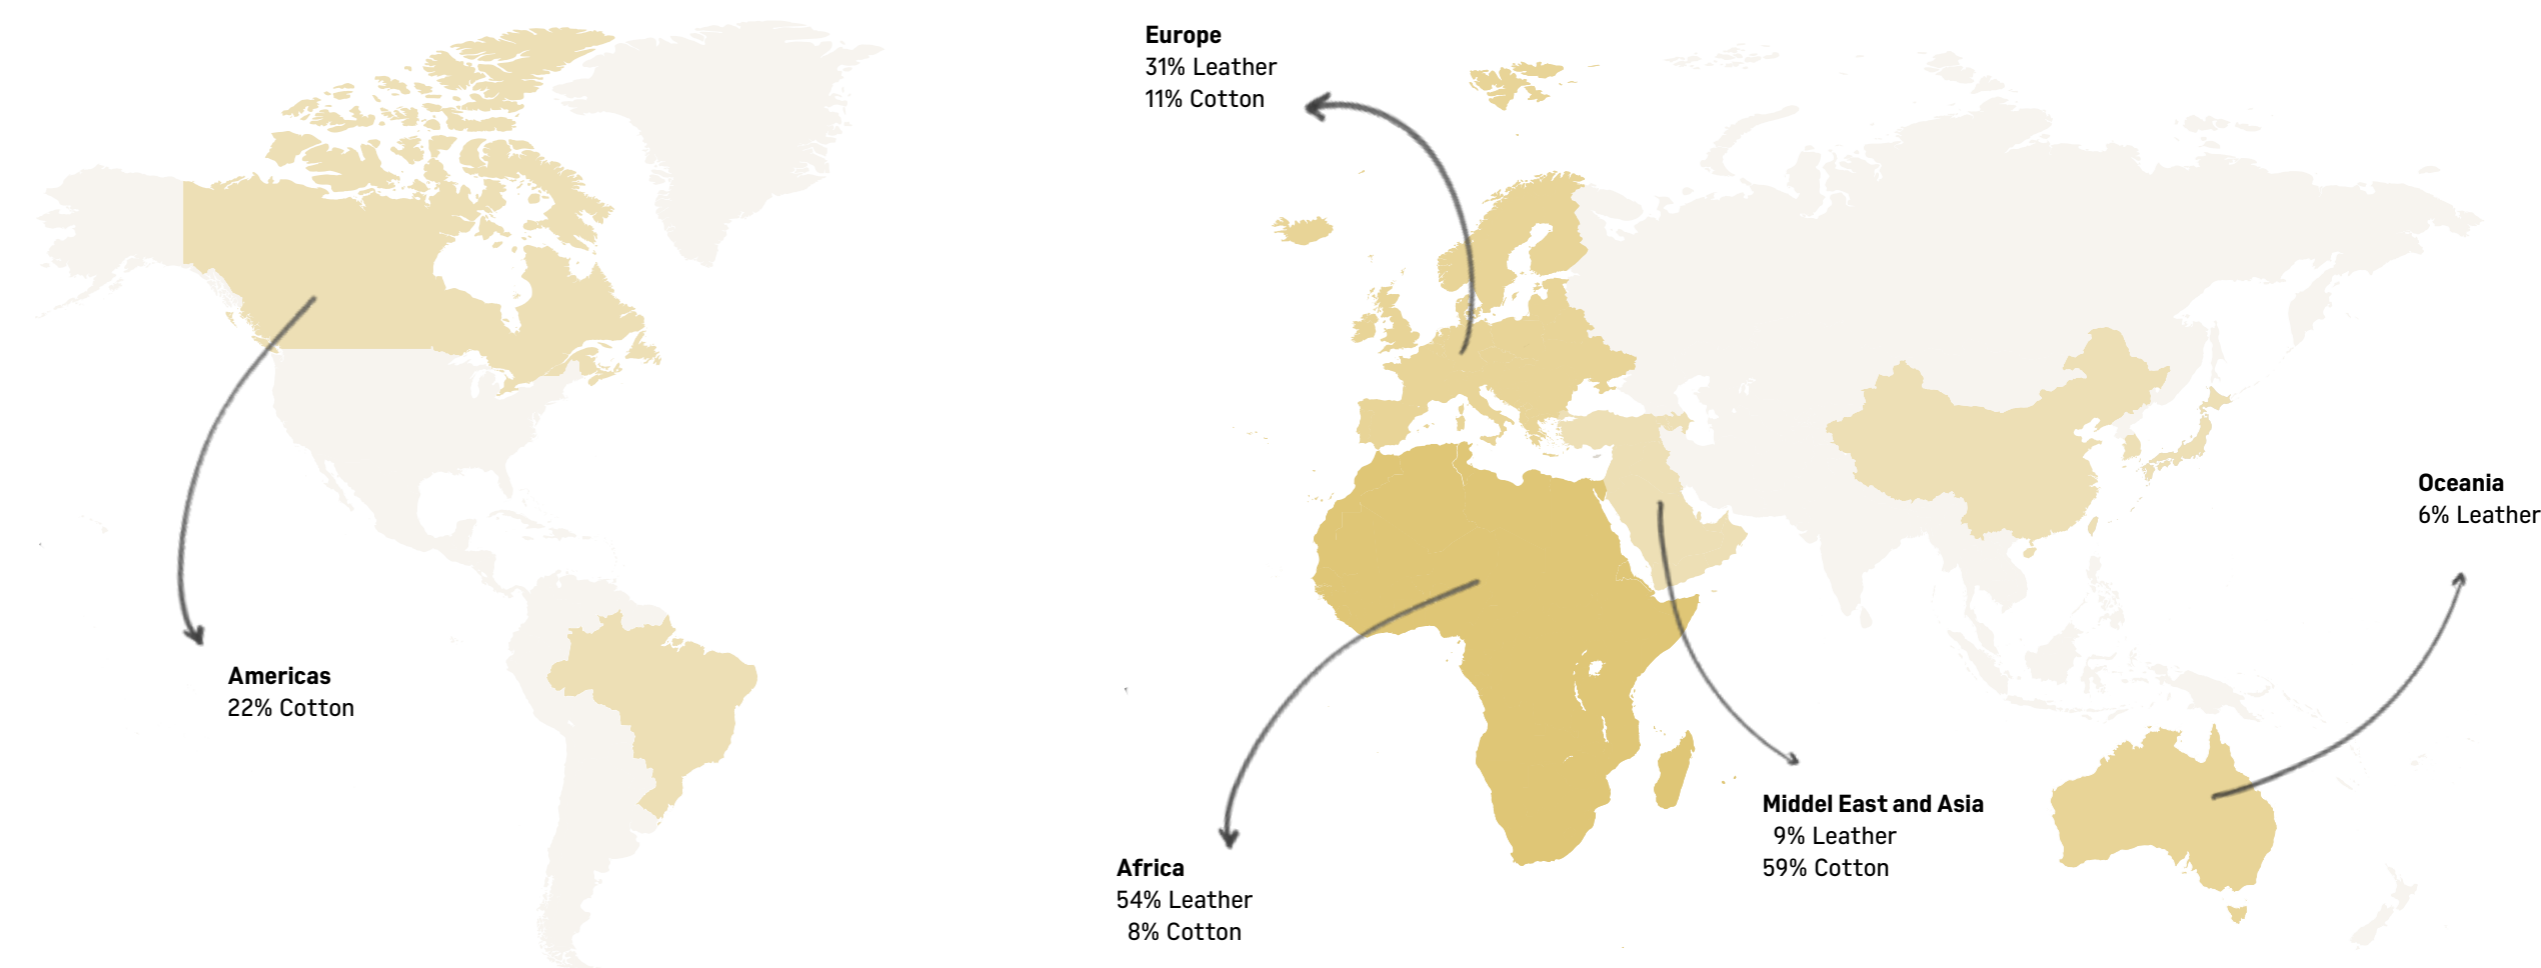 Europe
31% Leather
11% Cotton
Oceania
6% Leather
Americas
22% Cotton
Middel East and Asia
9% Leather
59% Cotton
Africa
54% Leather
8% Cotton